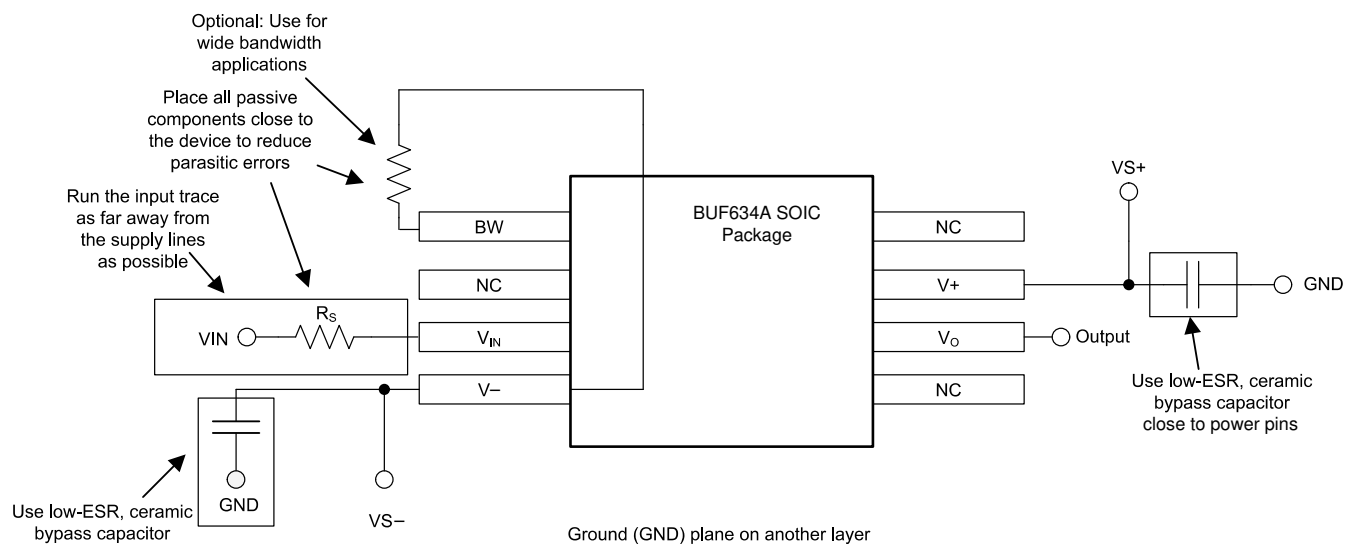 Optional: Use for
wide bandwidth
applications
Place all passive
components close to
the device to reduce
parasitic errors
Run the input trace
as far away from
the supply lines
as possible
BUF634A SOIC
Package
BW
NC
VIN
V−
NC
V+
VO
NC
VIN
RS
VS+
GND
Output
Use low-ESR, ceramic
bypass capacitor
close to power pins
GND
VS−
Use low-ESR, ceramic
bypass capacitor
Ground (GND) plane on another layer